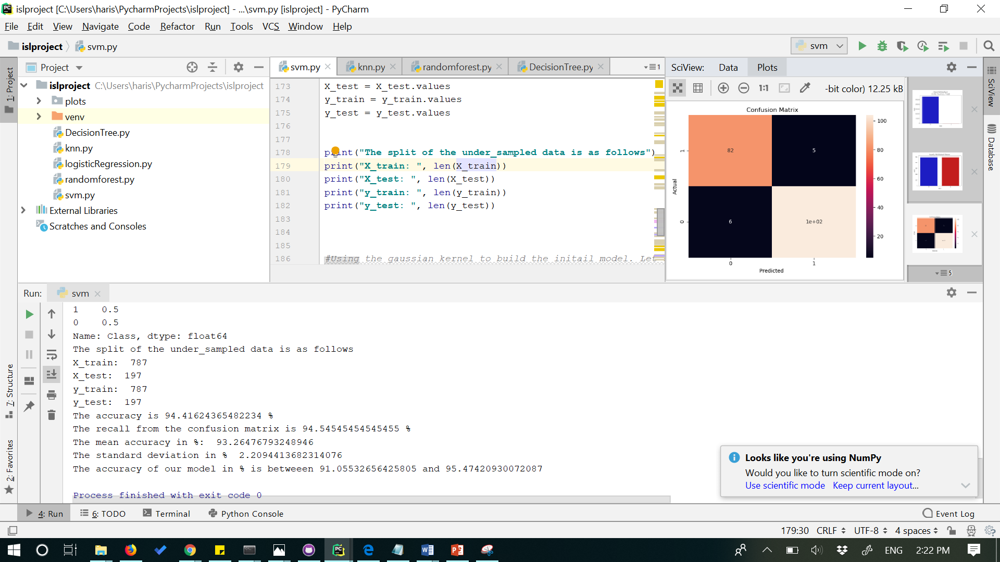 islproject [C:\Users\haris\PycharmProjects\islproject] - ...\svm.py [islproject] - PyCharm
File Edit View Navigate Code Refactor Run Tools VCS Window Help
islproject svm.py
svm
1: Project
Project
islproject C:\Users\haris\PycharmProjects\islproject
plots
venv
DecisionTree.py
knn.py
logisticRegression.py
randomforest.py
svm.py
External Libraries
Scratches and Consoles
svm.py knn.py randomforest.py DecisionTree.py 1
173 X_test = X_test.values
174 y_train = y_train.values
175 y_test = y_test.values
176
177
178 print("The split of the under_sampled data is as follows")
179 print("X_train: ", len(X_train))
180 print("X_test: ", len(X_test))
181 print("y_train: ", len(y_train))
182 print("y_test: ", len(y_test))
183
184
185
186 #Using the gaussian kernel to build the initail model. Let
SciView: Data Plots
1:1 -bit color) 12.25 kB
Confusion Matrix
82 5
6 1e+02
Actual
1
0
0 1
Predicted
100
80
60
40
20
5
SciView
Database
Run: svm
1 0.5
0 0.5
Name: Class, dtype: float64
The split of the under_sampled data is as follows
X_train: 787
X_test: 197
y_train: 787
y_test: 197
The accuracy is 94.41624365482234 %
The recall from the confusion matrix is 94.54545454545455 %
The mean accuracy in %: 93.26476793248946
The standard deviation in % 2.2094413682314076
The accuracy of our model in % is betweeen 91.05532656425805 and 95.47420930072087
Process finished with exit code 0
7: Structure
2: Favorites
Looks like you're using NumPy
Would you like to turn scientific mode on?
Use scientific mode Keep current layout...
4: Run 6: TODO Terminal Python Console Event Log
179:30 CRLF UTF-8 4 spaces
ENG 2:22 PM